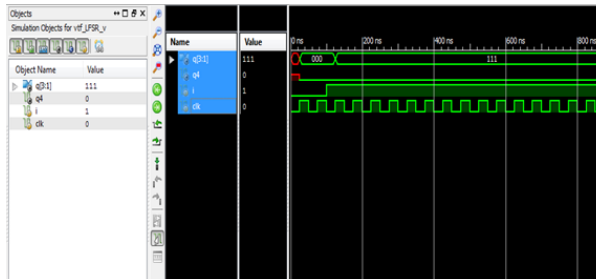 Objects
Simulation Objects for vtf_LFSR_v
Object Name Value
q[3:1] 111
q4 0
i 1
clk 0
Name Value
q[3:1] 111
q4 0
i 1
clk 0
0 ns 200 ns 400 ns 600 ns 800 ns
000 111